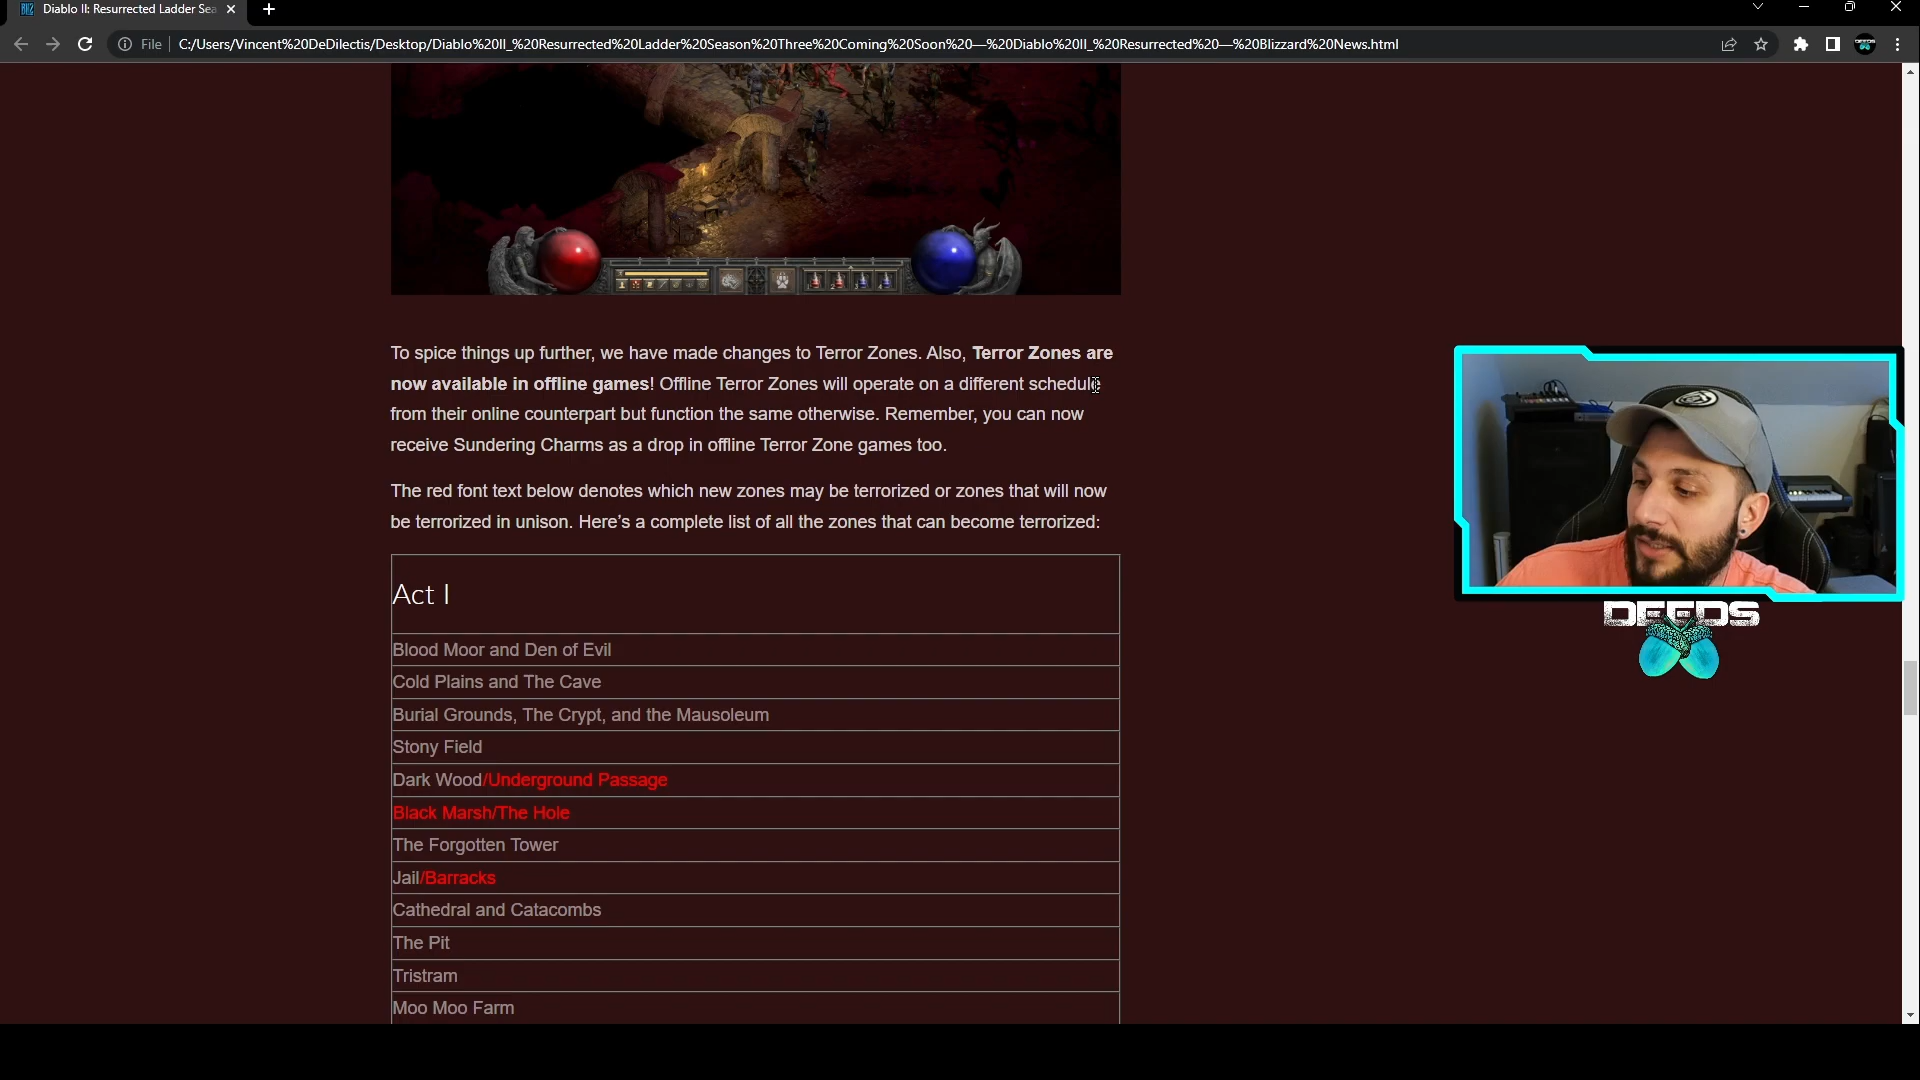 Diablo II: Resurrected Ladder Sea
File C:/Users/Vincent%20DeDilectis/Desktop/Diablo%20II_%20Resurrected%20Ladder%20Season%20Three%20Coming%20Soon%20—%20Diablo%20II_%20Resurrected%20—%20Blizzard%20News.html
To spice things up further, we have made changes to Terror Zones. Also, Terror Zones are
now available in offline games! Offline Terror Zones will operate on a different schedule
from their online counterpart but function the same otherwise. Remember, you can now
receive Sundering Charms as a drop in offline Terror Zone games too.
The red font text below denotes which new zones may be terrorized or zones that will now
be terrorized in unison. Here’s a complete list of all the zones that can become terrorized:
Act I
Blood Moor and Den of Evil
Cold Plains and The Cave
Burial Grounds, The Crypt, and the Mausoleum
Stony Field
Dark Wood/Underground Passage
Black Marsh/The Hole
The Forgotten Tower
Jail/Barracks
Cathedral and Catacombs
The Pit
Tristram
Moo Moo Farm
DEEDS